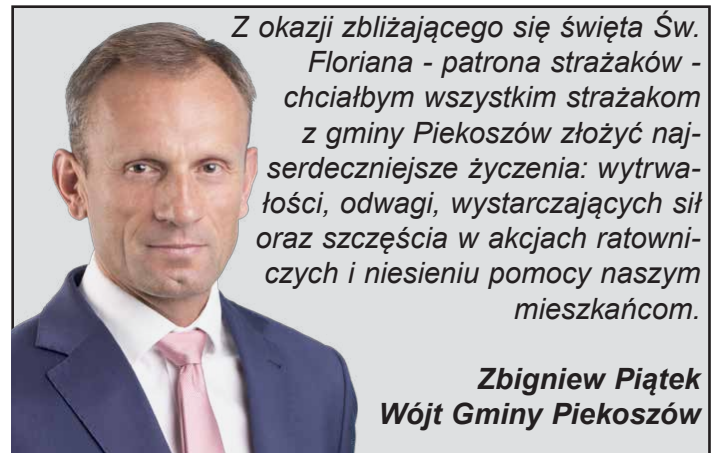 Z okazji zbliżającego się święta Św.
Floriana - patrona strażaków -
chciałbym wszystkim strażakom
z gminy Piekoszów złożyć naj-
serdeczniejsze życzenia: wytrwa-
łości, odwagi, wystarczających sił
oraz szczęścia w akcjach ratowni-
czych i niesieniu pomocy naszym
mieszkańcom.
Zbigniew Piątek
Wójt Gminy Piekoszów